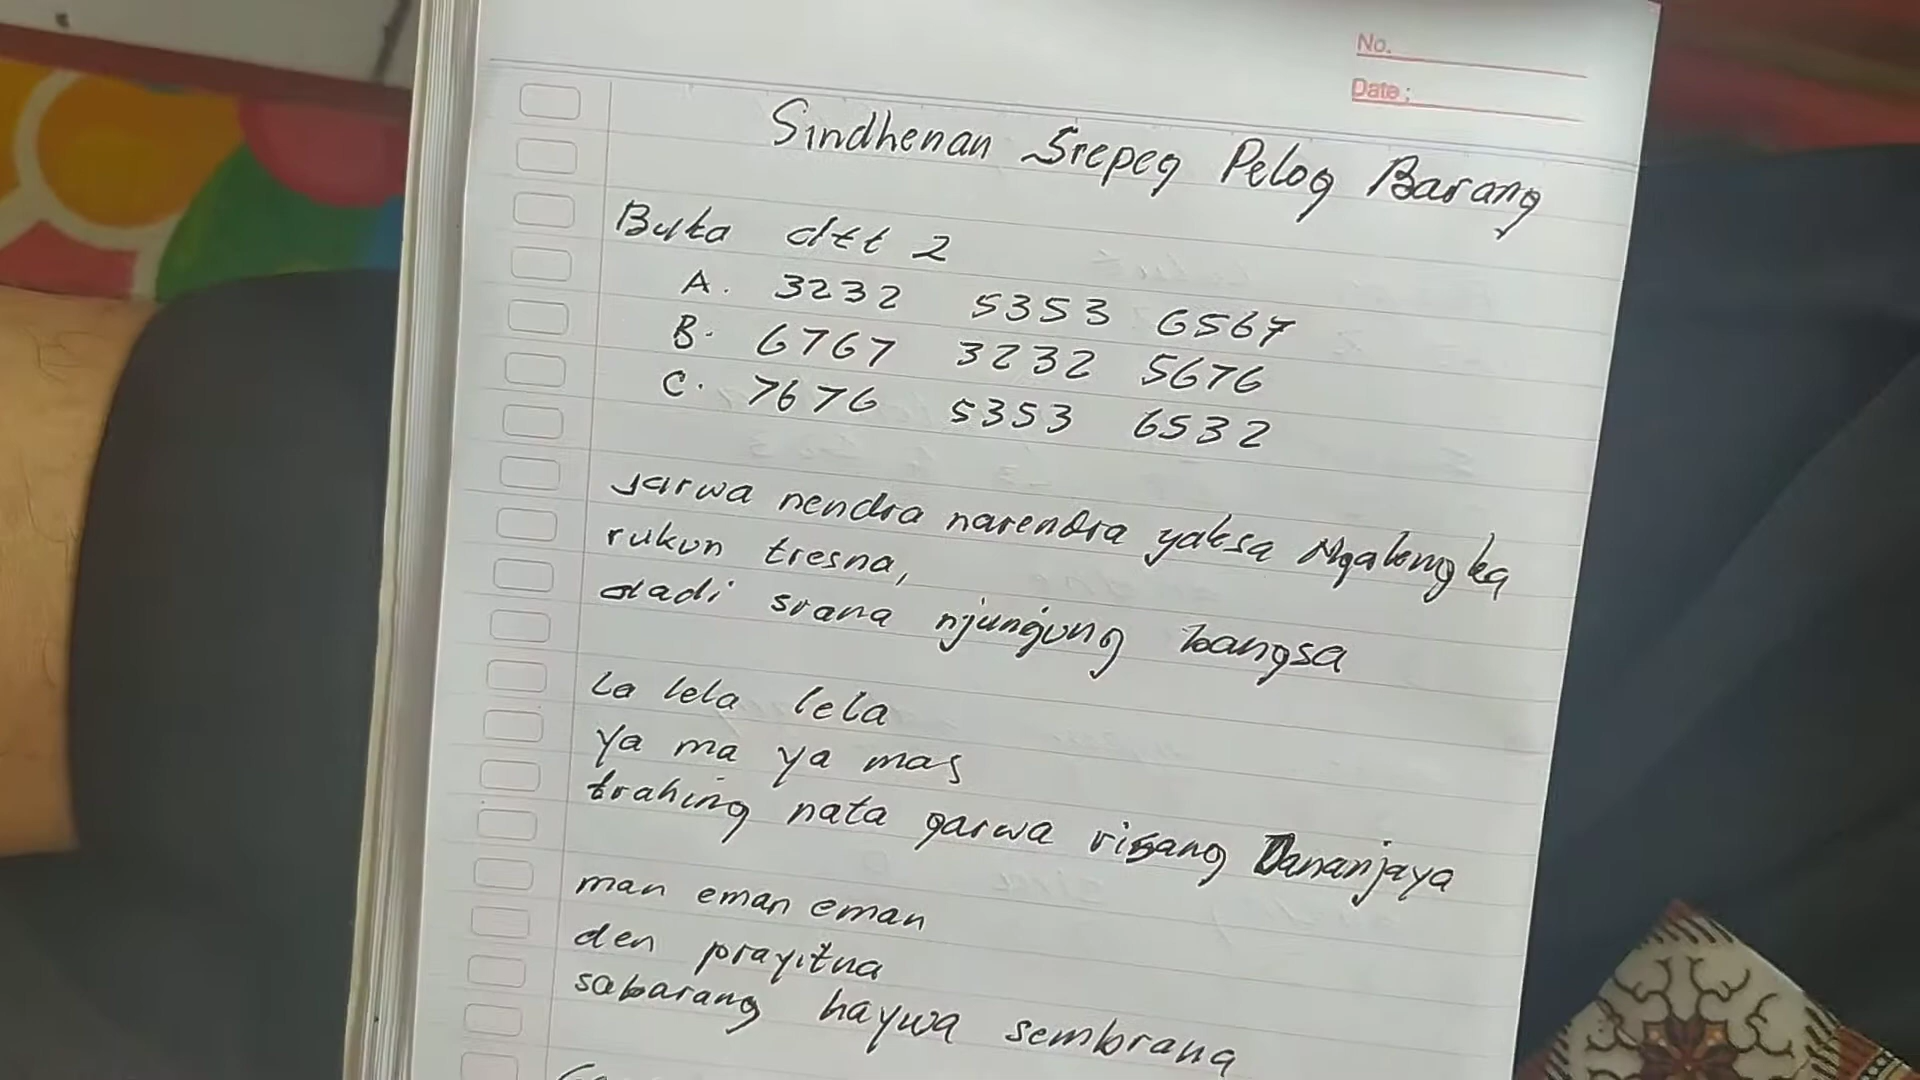 No.
Date :
Sindhenan Srepeg Pelog Barang
Buka dtt 2
A. 3232 5353 6567
B. 6767 3232 5676
C. 7676 5353 6532
sarwa nendra narendra yaksa Ngalengka
rukun tresna,
dadi srana njungjung bangsa
La lela lela
ya ma ya mas
trahing nata garwa risang Dananjaya
man eman eman
den prayitna
sabarang haywa sembrana